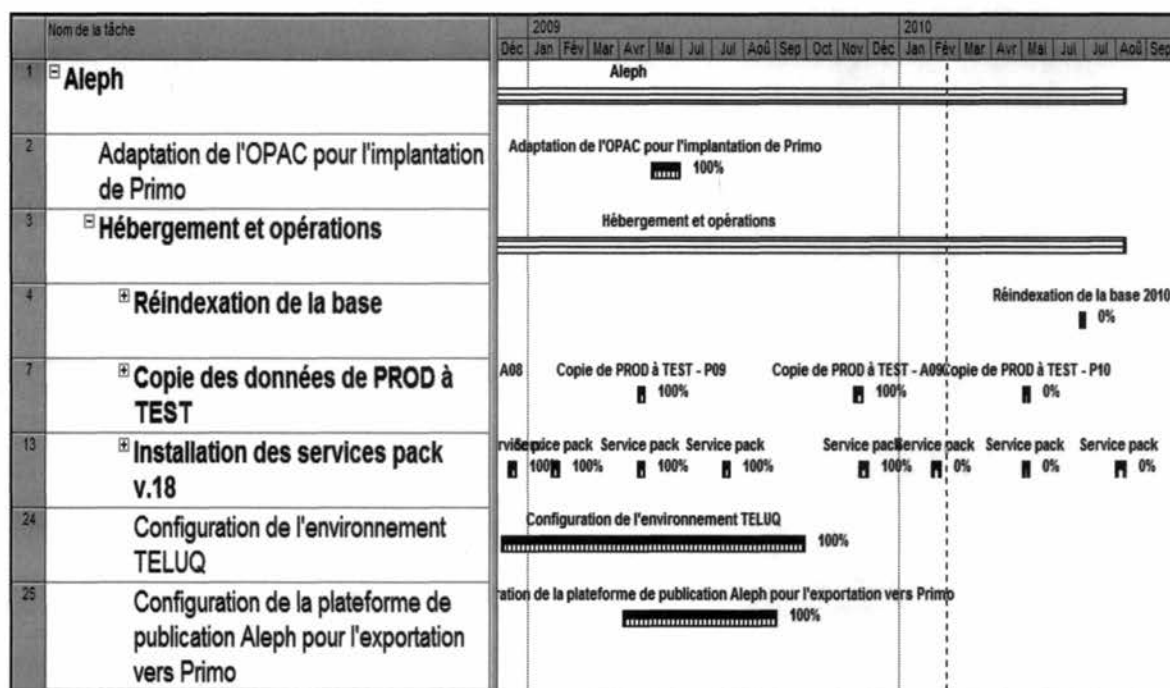 Nom de la tâche
2009 2010
Déc Jan Fév Mar Avr Mai Jul Jul Aoû Sep Oct Nov Déc Jan Fév Mar Avr Mai Jul Jul Aoû Sep
1 Aleph
Aleph
2 Adaptation de l'OPAC pour l'implantation
de Primo
Adaptation de l'OPAC pour l'implantation de Primo
100%
3 Hébergement et opérations
Hébergement et opérations
4 Réindexation de la base
Réindexation de la base 2010
0%
7 Copie des données de PROD à
TEST
A08 Copie de PROD à TEST - P09 Copie de PROD à TEST - A09 Copie de PROD à TEST - P10
100% 100% 0%
13 Installation des services pack
v.18
rvice p Service pack Service pack Service pack Service pack Service pack Service pack Service pack
100% 100% 100% 100% 100% 0% 0% 0%
24 Configuration de l'environnement
TELUQ
Configuration de l'environnement TELUQ
100%
25 Configuration de la plateforme de
publication Aleph pour l'exportation
vers Primo
ration de la plateforme de publication Aleph pour l'exportation vers Primo
100%